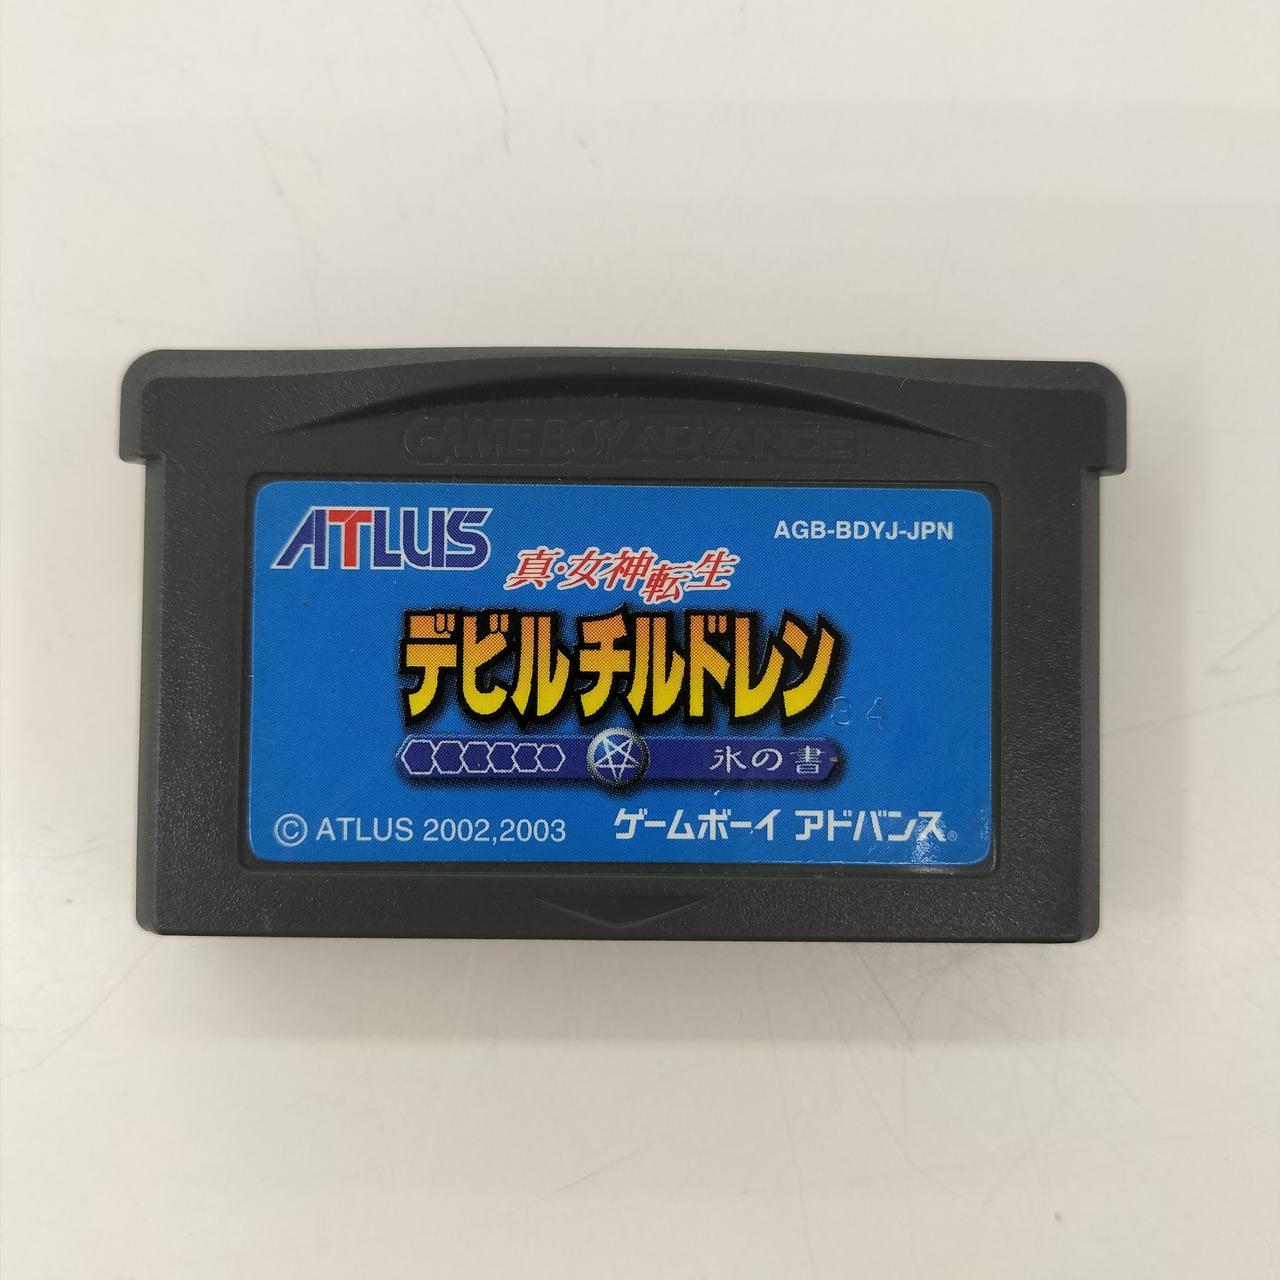 GAME BOY ADVANCE
ATLUS
AGB-BDYJ-JPN
真・女神転生
デビルチルドレン
34
氷の書
© ATLUS 2002,2003
ゲームボーイ アドバンス®